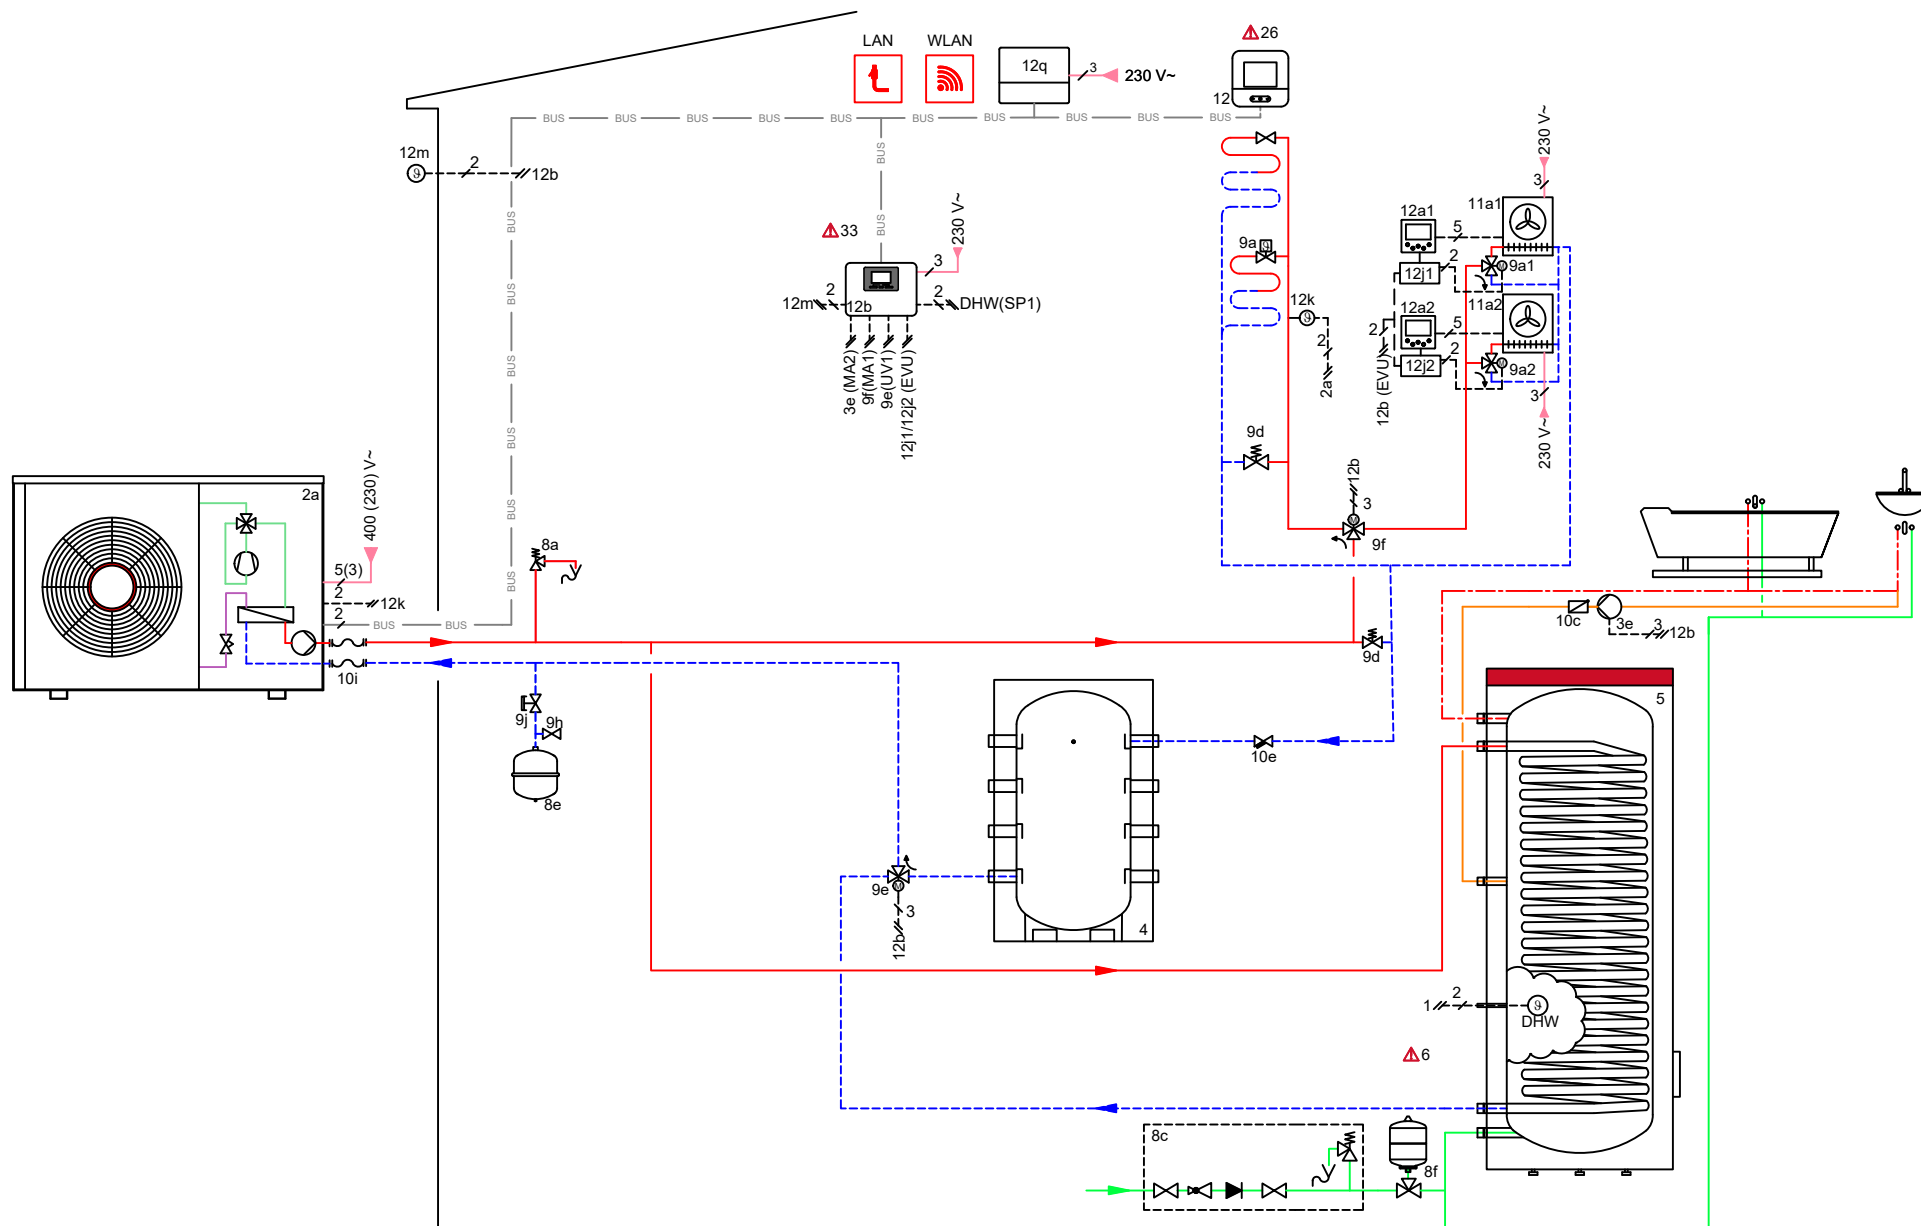 LAN
WLAN
12q
3
230 V~
26
12
BUS BUS BUS BUS BUS BUS BUS BUS BUS
12m
2
12b
BUS
BUS
BUS
BUS
BUS
BUS
BUS
BUS
33
230 V~
3
2
12m
12b
2
DHW(SP1)
3e (MA2)
9f(MA1)
9e(UV1)
12j1/12j2 (EVU)
9a
12k
2
2a
9d
230 V~
3
11a1
12a1
5
2
12j1
9a1
11a2
12a2
5
2
2
12j2
9a2
12b (EVU)
3
230 V~
12b
3
9f
2a
400 (230) V~
5(3)
2
12k
2
BUS BUS
10i
8a
9j
9h
8e
9d
10e
10c
3e
3
12b
5
9e
3
12b
4
1
2
DHW
6
8c
8f